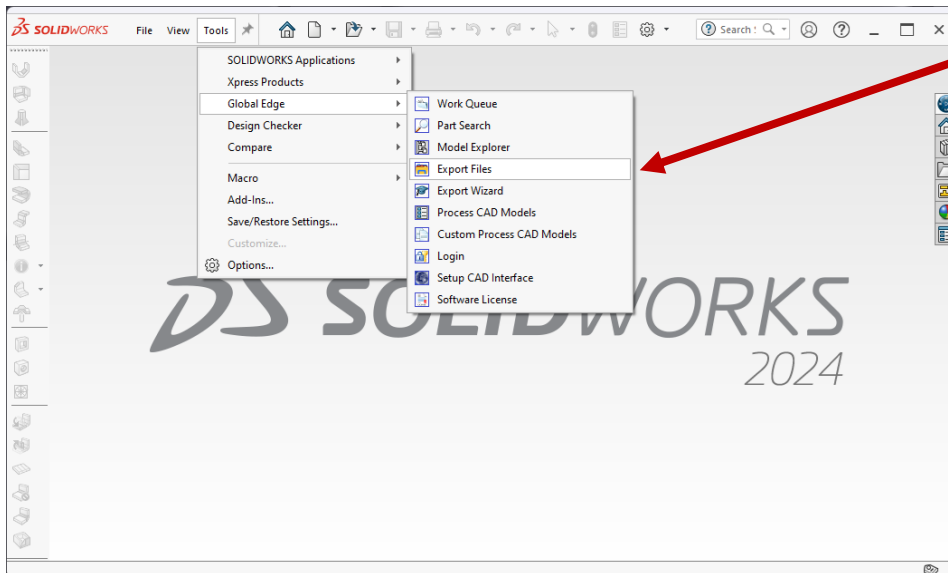 SOLIDWORKS File View Tools Search
SOLIDWORKS Applications
Xpress Products
Global Edge
Design Checker
Compare
Macro
Add-Ins...
Save/Restore Settings...
Customize...
Options...
Work Queue
Part Search
Model Explorer
Export Files
Export Wizard
Process CAD Models
Custom Process CAD Models
Login
Setup CAD Interface
Software License
SOLIDWORKS
2024